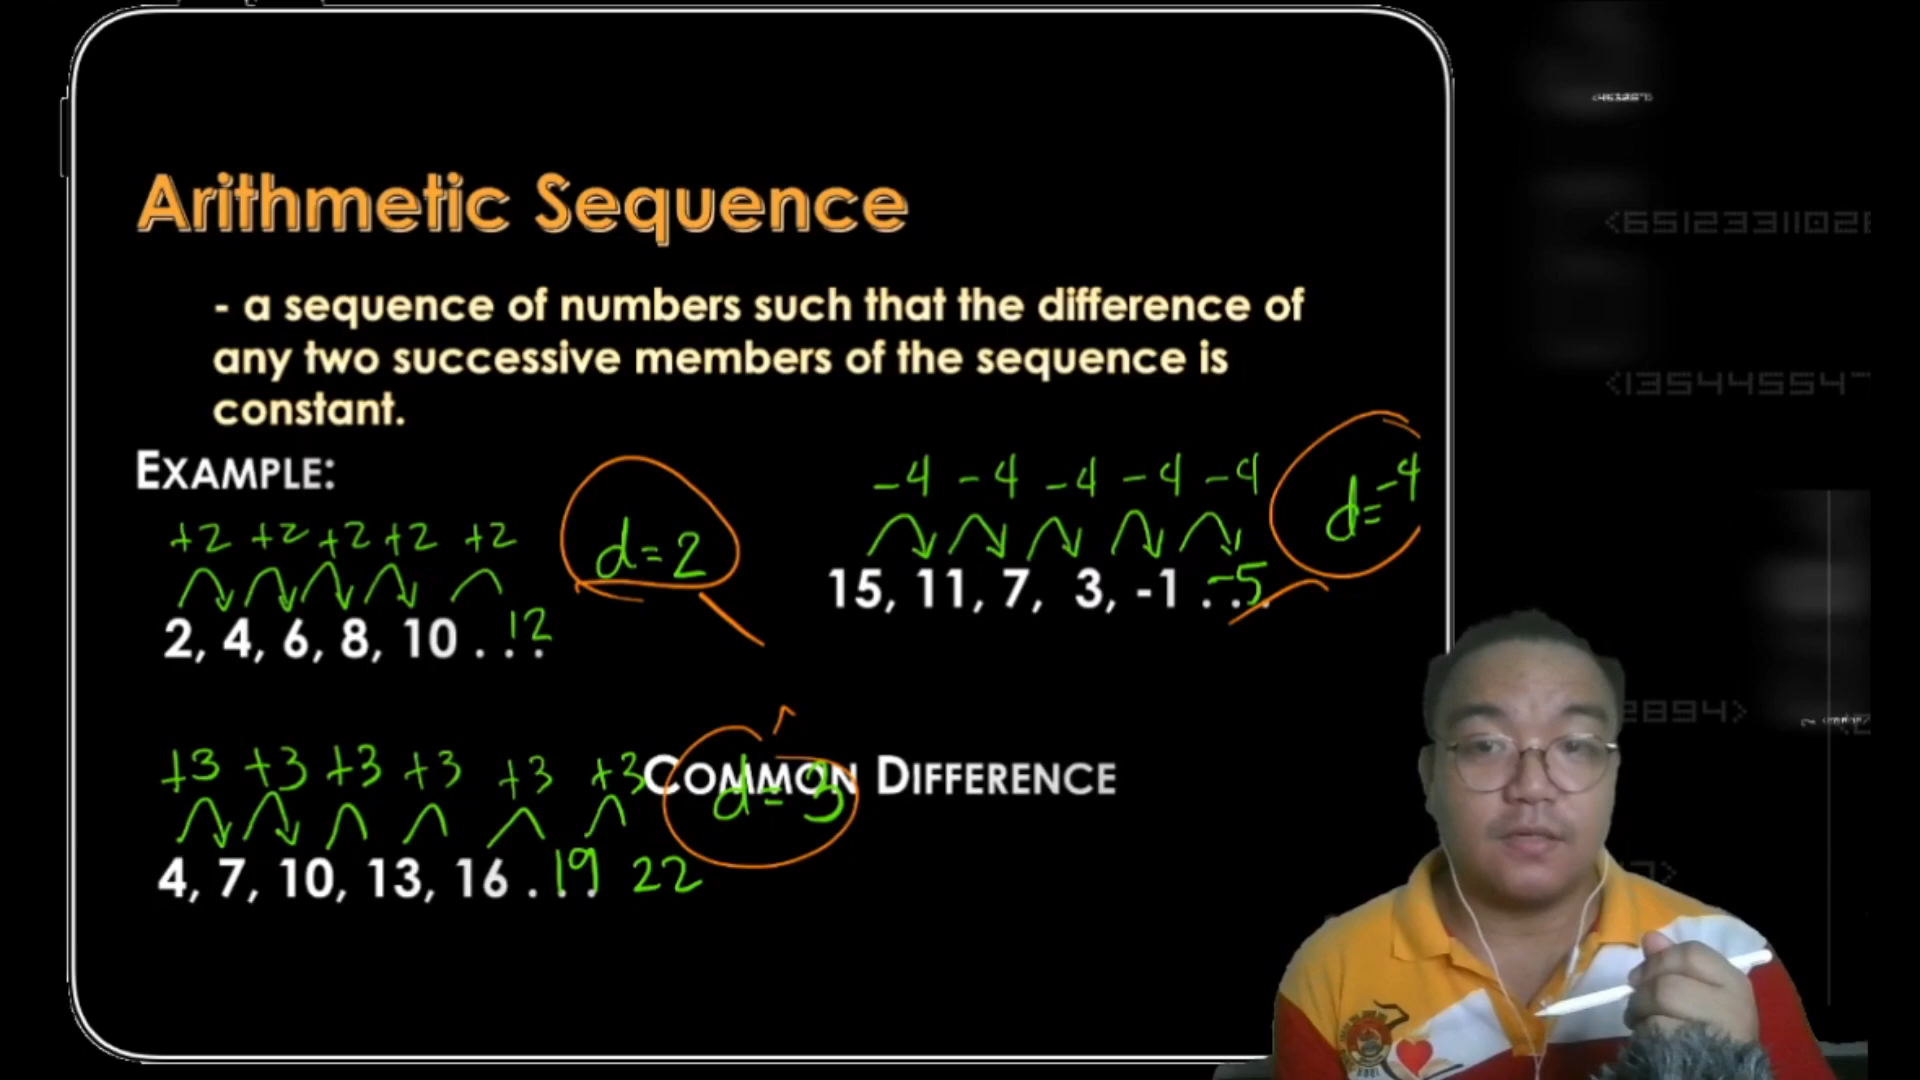 Arithmetic Sequence
- a sequence of numbers such that the difference of
any two successive members of the sequence is
constant.
EXAMPLE:
+2 +2 +2 +2 +2
d=2
2, 4, 6, 8, 10 . . . 12
-4 -4 -4 -4 -4
d=-4
15, 11, 7, 3, -1 . . . -5
+3 +3 +3 +3 +3 +3
d=3
COMMON DIFFERENCE
4, 7, 10, 13, 16 . . . 19 22
<6512331102
<135445547
2894>